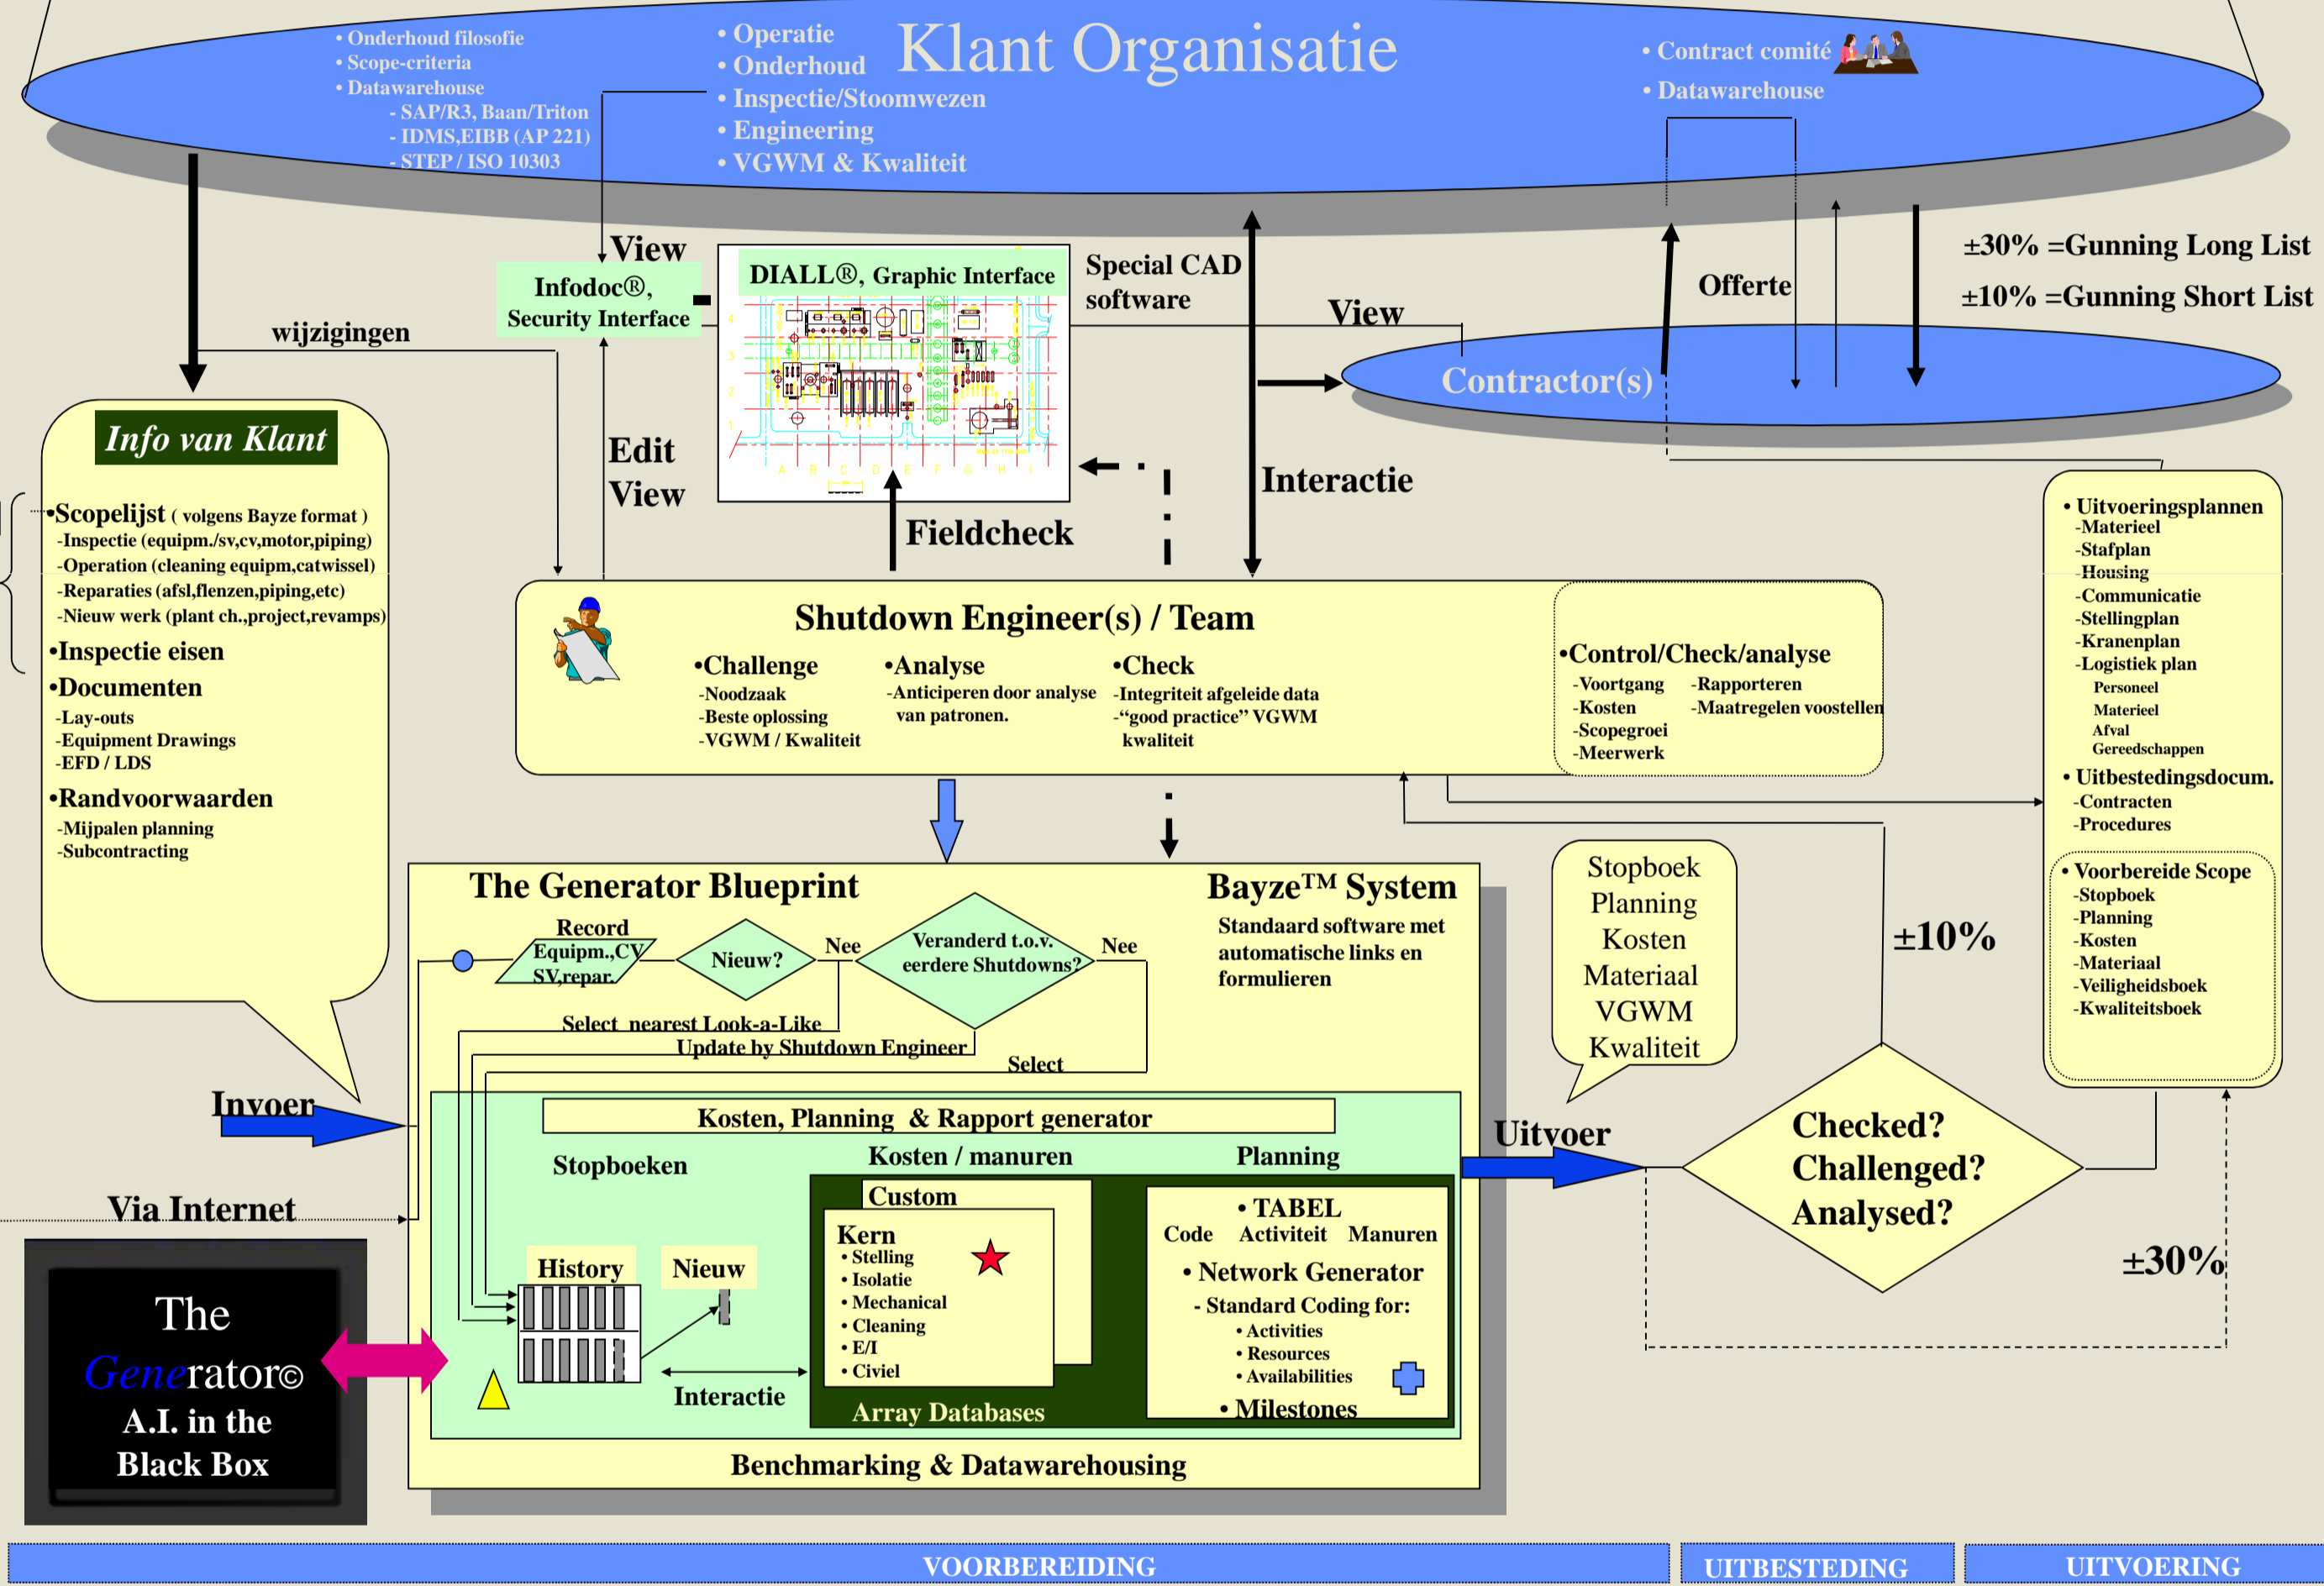 Klant Organisatie
• Onderhoud filosofie
• Scope-criteria
• Datawarehouse
- SAP/R3, Baan/Triton
- IDMS,EIBB (AP 221)
- STEP / ISO 10303
• Operatie
• Onderhoud
• Inspectie/Stoomwezen
• Engineering
• VGWM & Kwaliteit
• Contract comité
• Datawarehouse
View
Infodoc®,
Security Interface
DIALL®, Graphic Interface
4
3
2
1
A B C D E F G H I
Special CAD
software
View
Offerte
±30% =Gunning Long List
±10% =Gunning Short List
Contractor(s)
wijzigingen
Edit
View
Fieldcheck
Interactie
Info van Klant
•Scopelijst ( volgens Bayze format )
-Inspectie (equipm./sv,cv,motor,piping)
-Operation (cleaning equipm,catwissel)
-Reparaties (afsl,flenzen,piping,etc)
-Nieuw werk (plant ch.,project,revamps)
•Inspectie eisen
•Documenten
-Lay-outs
-Equipment Drawings
-EFD / LDS
•Randvoorwaarden
-Mijpalen planning
-Subcontracting
Shutdown Engineer(s) / Team
•Challenge
-Noodzaak
-Beste oplossing
-VGWM / Kwaliteit
•Analyse
-Anticiperen door analyse
van patronen.
•Check
-Integriteit afgeleide data
-“good practice” VGWM
kwaliteit
•Control/Check/analyse
-Voortgang
-Kosten
-Scopegroei
-Meerwerk
-Rapporteren
-Maatregelen voostellen
• Uitvoeringsplannen
-Materieel
-Stafplan
-Housing
-Communicatie
-Stellingplan
-Kranenplan
-Logistiek plan
Personeel
Materieel
Afval
Gereedschappen
• Uitbestedingsdocum.
-Contracten
-Procedures
• Voorbereide Scope
-Stopboek
-Planning
-Kosten
-Materiaal
-Veiligheidsboek
-Kwaliteitsboek
The Generator Blueprint
Bayze™ System
Standaard software met
automatische links en
formulieren
Record
Equipm.,CV
SV,repar.
Nieuw?
Nee
Veranderd t.o.v.
eerdere Shutdowns?
Nee
Select nearest Look-a-Like
Update by Shutdown Engineer
Select
Stopboek
Planning
Kosten
Materiaal
VGWM
Kwaliteit
±10%
Invoer
Kosten, Planning & Rapport generator
Stopboeken
Kosten / manuren
Planning
Uitvoer
Checked?
Challenged?
Analysed?
±30%
Via Internet
The
Generator©
A.I. in the
Black Box
History
Nieuw
Interactie
Custom
Kern
• Stelling
• Isolatie
• Mechanical
• Cleaning
• E/I
• Civiel
Array Databases
• TABEL
Code Activiteit Manuren
• Network Generator
- Standard Coding for:
• Activities
• Resources
• Availabilities
• Milestones
Benchmarking & Datawarehousing
VOORBEREIDING
UITBESTEDING
UITVOERING